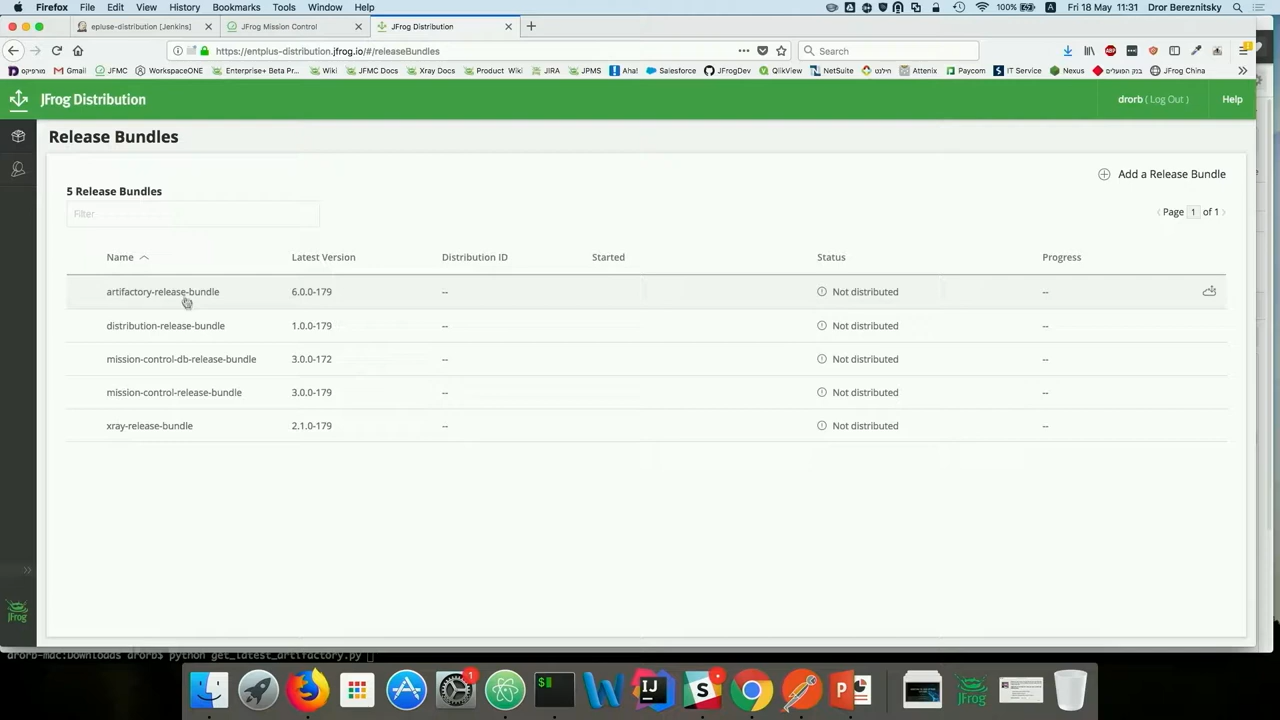 Firefox File Edit View History Bookmarks Tools Window Help 100% Fri 18 May 11:31 Dror Bereznitsky
epluse-distribution [Jenkins] JFrog Mission Control JFrog Distribution
https://entplus-distribution.jfrog.io/#/releaseBundles Search
מורפיקס Gmail JFMC WorkspaceONE Enterprise+ Beta Pr... Wiki JFMC Docs Xray Docs Product Wiki JIRA JPMS Aha! Salesforce JFrogDev QlikView NetSuite חילנט Attenix Paycom IT Service Nexus בנק הפועלים JFrog China
JFrog Distribution drorb ( Log Out ) Help
Release Bundles
Add a Release Bundle
5 Release Bundles
Filter
Page 1 of 1
Name Latest Version Distribution ID Started Status Progress
artifactory-release-bundle 6.0.0-179 -- Not distributed --
distribution-release-bundle 1.0.0-179 -- Not distributed --
mission-control-db-release-bundle 3.0.0-172 -- Not distributed --
mission-control-release-bundle 3.0.0-179 -- Not distributed --
xray-release-bundle 2.1.0-179 -- Not distributed --
JFrog
drorb-mac:Downloads drorb$ python get_latest_artifactory.py